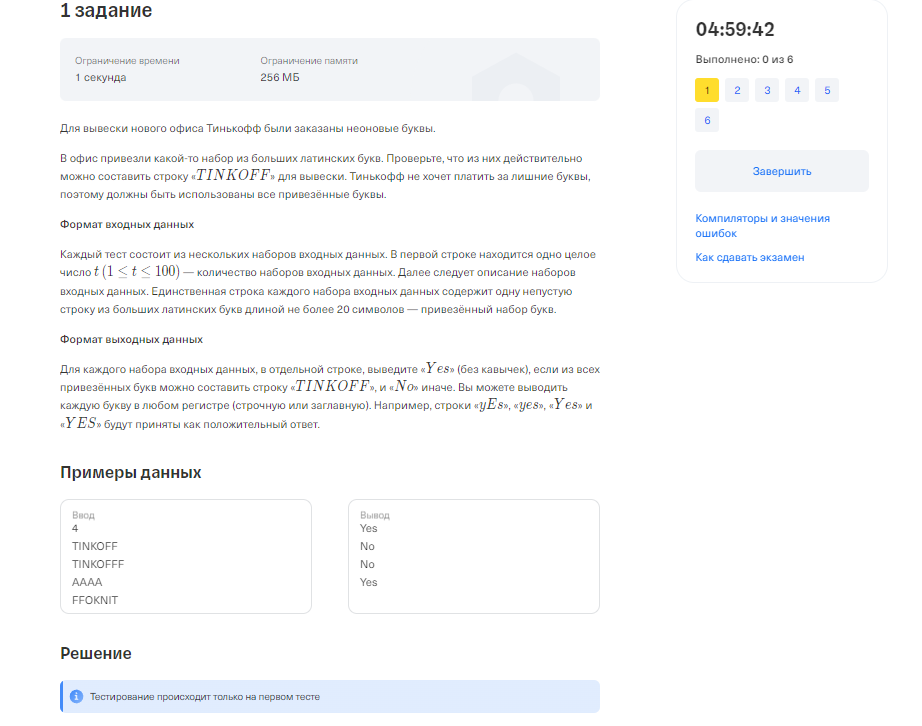 1 задание
04:59:42
Ограничение времени
Ограничение памяти
1 секунда
256 МБ
Выполнено: 0 из 6
1 2 3 4 5
6
Для вывески нового офиса Тинькофф были заказаны неоновые буквы.
В офис привезли какой-то набор из больших латинских букв. Проверьте, что из них действительно
можно составить строку «TINKOFF» для вывески. Тинькофф не хочет платить за лишние буквы,
поэтому должны быть использованы все привезённые буквы.
Завершить
Формат входных данных
Компиляторы и значения
ошибок
Как сдавать экзамен
Каждый тест состоит из нескольких наборов входных данных. В первой строке находится одно целое
число t (1 ≤ t ≤ 100) — количество наборов входных данных. Далее следует описание наборов
входных данных. Единственная строка каждого набора входных данных содержит одну непустую
строку из больших латинских букв длиной не более 20 символов — привезённый набор букв.
Формат выходных данных
Для каждого набора входных данных, в отдельной строке, выведите «Yes» (без кавычек), если из всех
привезённых букв можно составить строку «TINKOFF», и «No» иначе. Вы можете выводить
каждую букву в любом регистре (строчную или заглавную). Например, строки «yEs», «yes», «Yes» и
«YES» будут приняты как положительный ответ.
Примеры данных
Ввод
4
TINKOFF
TINKOFFF
AAAA
FFOKNIT
Вывод
Yes
No
No
Yes
Решение
Тестирование происходит только на первом тесте